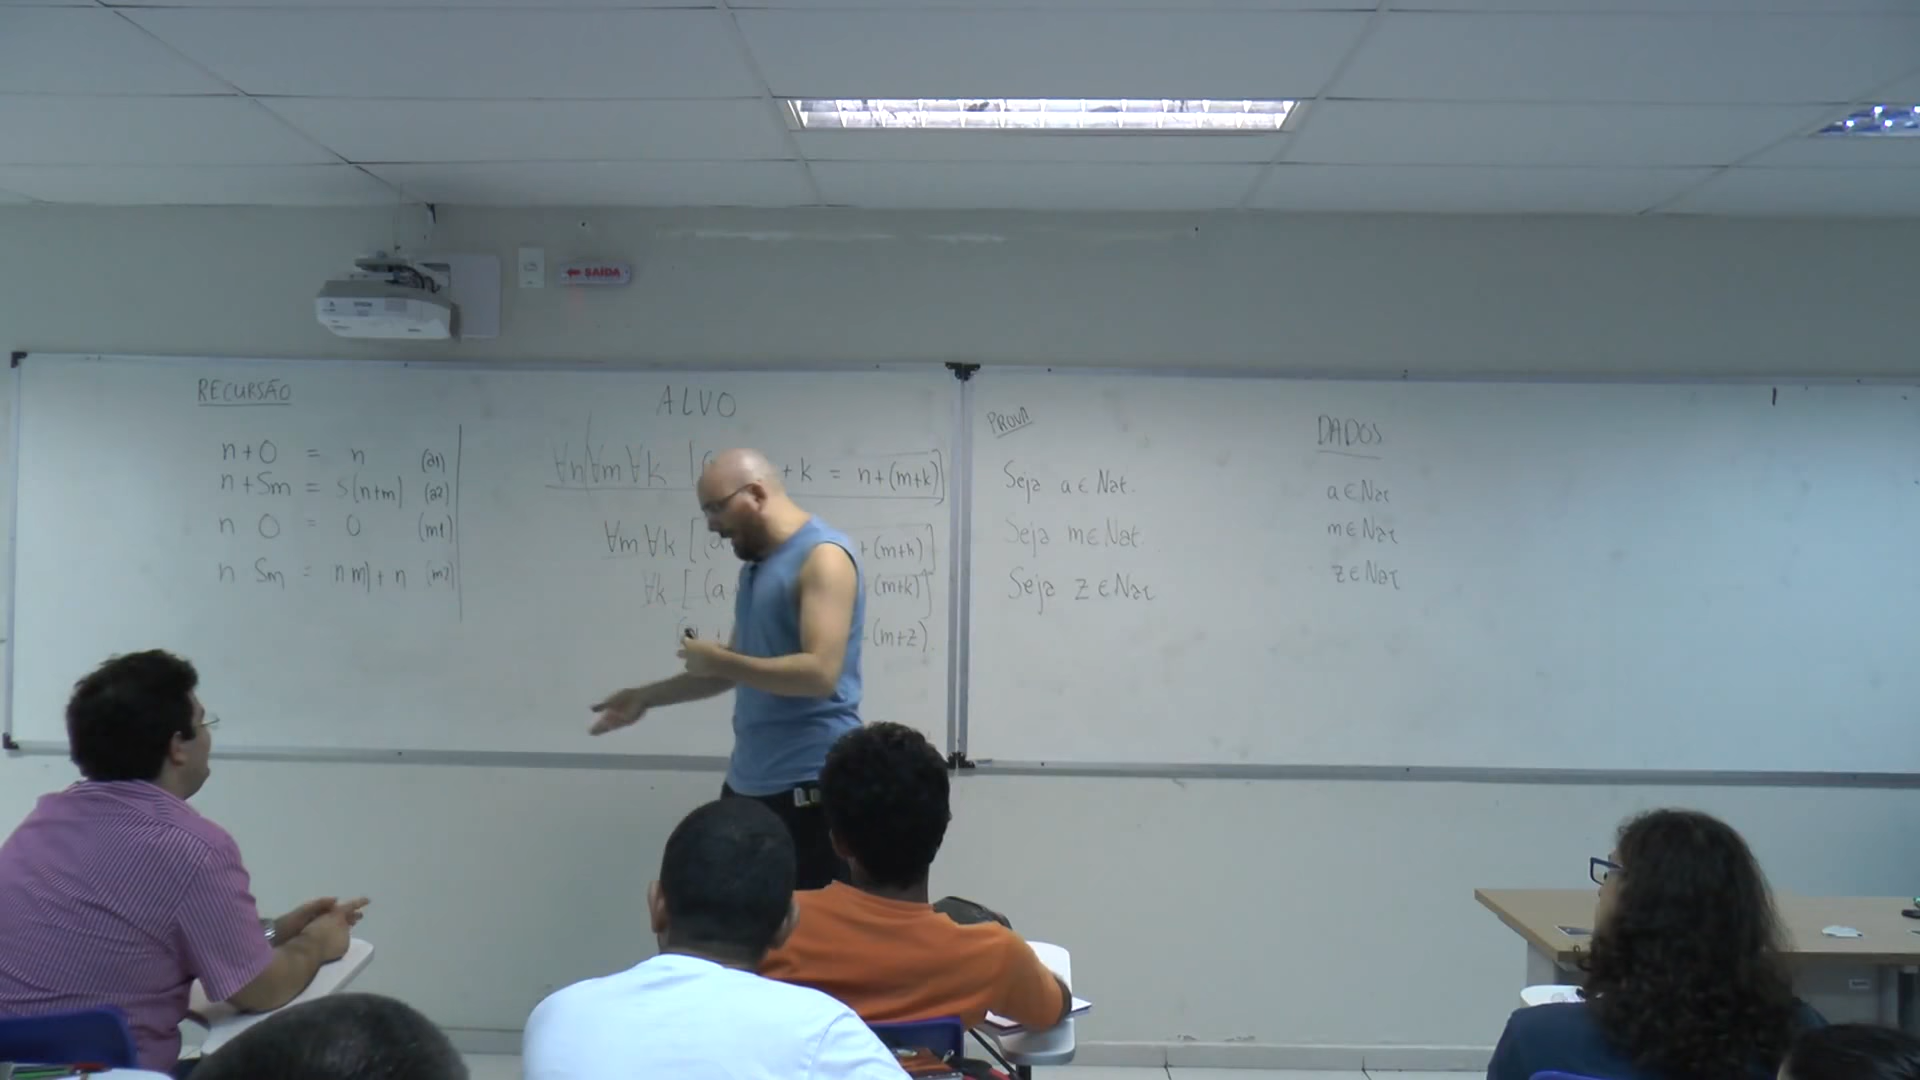 SAÍDA
EPSON
RECURSÃO
n + 0 = n (a1)
n + Sm = S(n+m) (a2)
n 0 = 0 (m1)
n Sm = (n m) + n (m2)
ALVO
∀n ∀m ∀k [( + k = n + (m+k)]
∀m ∀k [(a + (m+k)]
∀k [(a + (m+k)]
+ (m+z).
PROVA
Seja a ∈ Nat.
Seja m ∈ Nat.
Seja z ∈ Nat
DADOS
a ∈ Nat
m ∈ Nat
z ∈ Nat